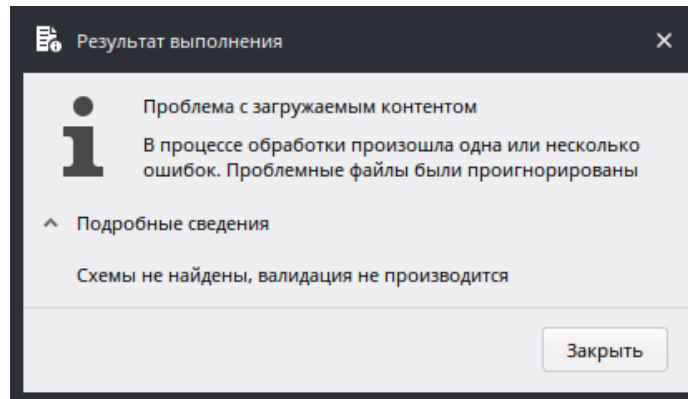 Результат выполнения
Проблема с загружаемым контентом
В процессе обработки произошла одна или несколько
ошибок. Проблемные файлы были проигнорированы
Подробные сведения
Схемы не найдены, валидация не производится
Закрыть